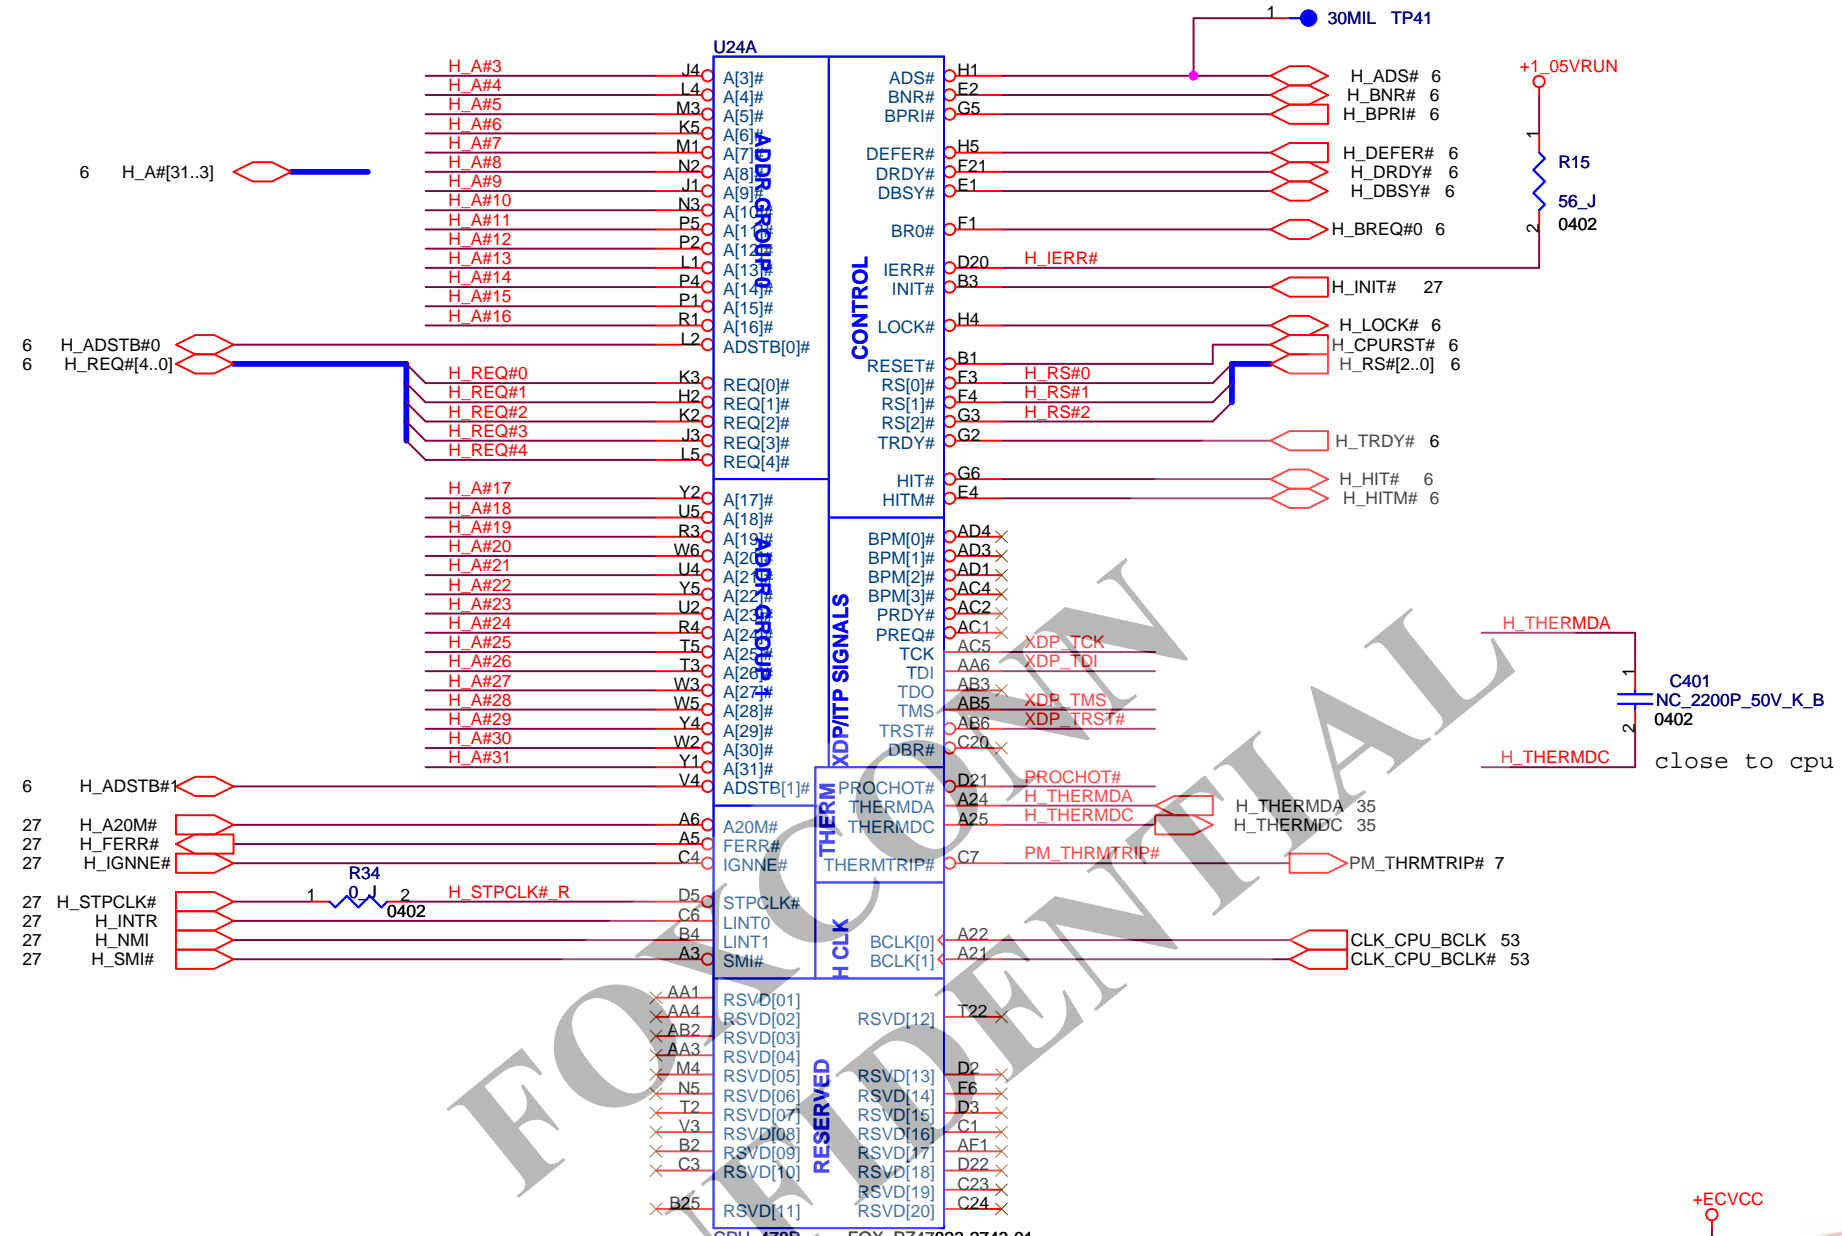 1 30MIL TP41
U24A
+1_05VRUN
H_A#3 J4 A[3]# ADS# H1 H_ADS# 6
H_A#4 L4 A[4]# BNR# E2 H_BNR# 6
H_A#5 M3 A[5]# BPRI# G5 H_BPRI# 6
H_A#6 K5 A[6]#
H_A#7 M1 A[7]# DEFER# H5 H_DEFER# 6
6 H_A#[31..3] H_A#8 N2 A[8]# DRDY# F21 H_DRDY# 6
H_A#9 J1 A[9]# DBSY# E1 H_DBSY# 6
H_A#10 N3 A[10]#
H_A#11 P5 A[11]# BR0# F1 H_BREQ#0 6
H_A#12 P2 A[12]#
H_A#13 L1 A[13]# IERR# D20 H_IERR#
H_A#14 P4 A[14]# INIT# B3 H_INIT# 27
H_A#15 P1 A[15]#
H_A#16 R1 A[16]# LOCK# H4 H_LOCK# 6
6 H_ADSTB#0 L2 ADSTB[0]# H_CPURST# 6
6 H_REQ#[4..0] RESET# B1 H_RS#[2..0] 6
H_REQ#0 K3 REQ[0]# RS[0]# F3 H_RS#0
H_REQ#1 H2 REQ[1]# RS[1]# F4 H_RS#1
H_REQ#2 K2 REQ[2]# RS[2]# G3 H_RS#2
H_REQ#3 J3 REQ[3]# TRDY# G2 H_TRDY# 6
H_REQ#4 L5 REQ[4]#
HIT# G6 H_HIT# 6
ADDR GROUP 0
CONTROL
1
R15
56_J
0402
2
H_A#17 Y2 A[17]# HITM# E4 H_HITM# 6
H_A#18 U5 A[18]#
H_A#19 R3 A[19]# BPM[0]# AD4
H_A#20 W6 A[20]# BPM[1]# AD3
H_A#21 U4 A[21]# BPM[2]# AD1
H_A#22 Y5 A[22]# BPM[3]# AC4
H_A#23 U2 A[23]# PRDY# AC2
H_A#24 R4 A[24]# PREQ# AC1
H_A#25 T5 A[25]# TCK AC5 XDP_TCK
H_A#26 T3 A[26]# TDI AA6 XDP_TDI
H_A#27 W3 A[27]# TDO AB3
H_A#28 W5 A[28]# TMS AB5 XDP_TMS
H_A#29 Y4 A[29]# TRST# AB6 XDP_TRST#
H_A#30 W2 A[30]# DBR# C20
H_A#31 Y1 A[31]#
ADDR GROUP 1
XDP/ITP SIGNALS
H_THERMDA
1
C401
NC_2200P_50V_K_B
0402
2
H_THERMDC
close to cpu
6 H_ADSTB#1 V4 ADSTB[1]# PROCHOT# D21 PROCHOT#
THERMDA A24 H_THERMDA H_THERMDA 35
27 H_A20M# A6 A20M# THERMDC A25 H_THERMDC H_THERMDC 35
27 H_FERR# A5 FERR#
27 H_IGNNE# C4 IGNNE# THERMTRIP# C7 PM_THRMTRIP# PM_THRMTRIP# 7
THERM
R34
27 H_STPCLK# 1 0_J 2 H_STPCLK#_R D5 STPCLK#
0402
27 H_INTR C6 LINT0
27 H_NMI B4 LINT1 BCLK[0] A22 CLK_CPU_BCLK 53
27 H_SMI# A3 SMI# BCLK[1] A21 CLK_CPU_BCLK# 53
H CLK
AA1 RSVD[01]
AA4 RSVD[02] RSVD[12] T22
AB2 RSVD[03]
AA3 RSVD[04]
M4 RSVD[05] RSVD[13] D2
N5 RSVD[06] RSVD[14] F6
T2 RSVD[07] RSVD[15] D3
V3 RSVD[08] RSVD[16] C1
B2 RSVD[09] RSVD[17] AF1
C3 RSVD[10] RSVD[18] D22
RSVD[19] C23
B25 RSVD[11] RSVD[20] C24
RESERVED
+ECVCC
FOXCONN
FIDENTIAL